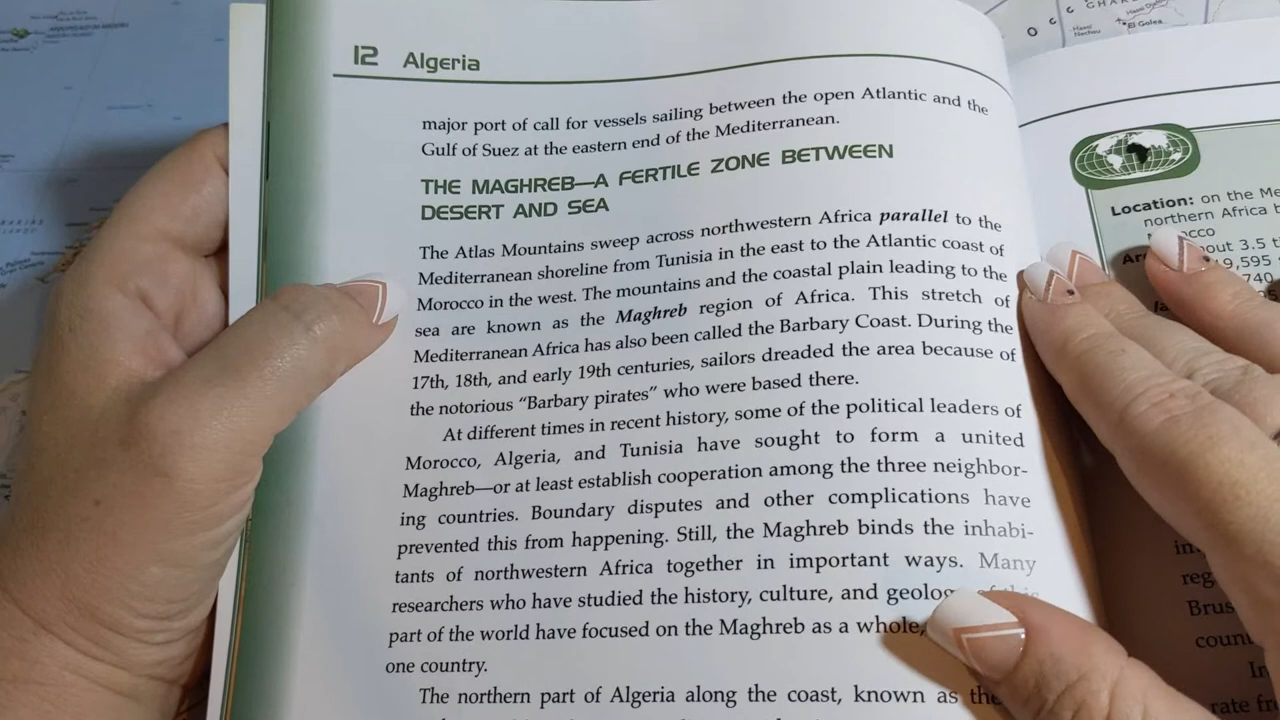 12 Algeria
major port of call for vessels sailing between the open Atlantic and the
Gulf of Suez at the eastern end of the Mediterranean.
THE MAGHREB—A FERTILE ZONE BETWEEN
DESERT AND SEA
The Atlas Mountains sweep across northwestern Africa parallel to the
Mediterranean shoreline from Tunisia in the east to the Atlantic coast of
Morocco in the west. The mountains and the coastal plain leading to the
sea are known as the Maghreb region of Africa. This stretch of
Mediterranean Africa has also been called the Barbary Coast. During the
17th, 18th, and early 19th centuries, sailors dreaded the area because of
the notorious “Barbary pirates” who were based there.
At different times in recent history, some of the political leaders of
Morocco, Algeria, and Tunisia have sought to form a united
Maghreb—or at least establish cooperation among the three neighbor-
ing countries. Boundary disputes and other complications have
prevented this from happening. Still, the Maghreb binds the inhabi-
tants of northwestern Africa together in important ways. Many
researchers who have studied the history, culture, and of this
part of the world have focused on the Maghreb as a whole,
one country.
The northern part of Algeria along the coast, known as the
Location: on the Me
northern Africa b
out 3.5 t
9,595
740
in
reg
Brus
coun
In
rate fr
El Golea